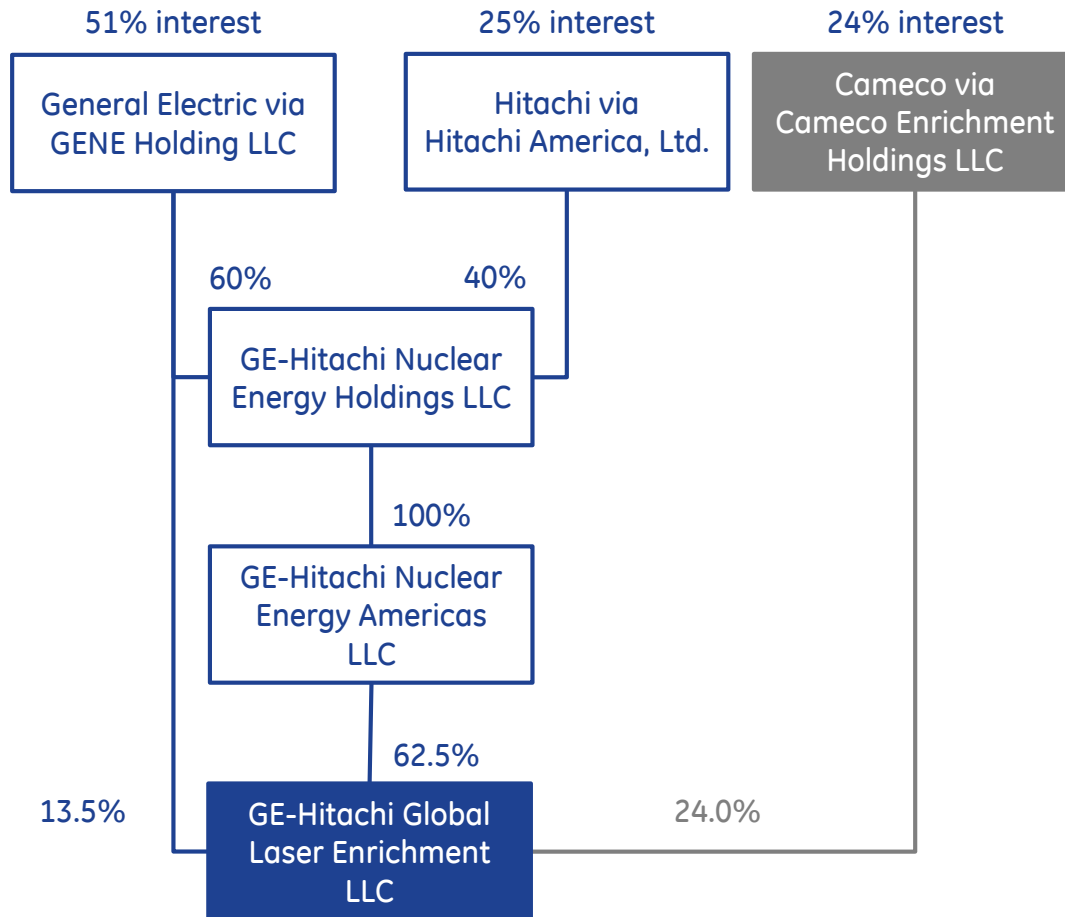 51% interest
25% interest
24% interest
General Electric via
GENE Holding LLC
Hitachi via
Hitachi America, Ltd.
Cameco via
Cameco Enrichment
Holdings LLC
60%
40%
GE-Hitachi Nuclear
Energy Holdings LLC
100%
GE-Hitachi Nuclear
Energy Americas
LLC
62.5%
13.5%
24.0%
GE-Hitachi Global
Laser Enrichment
LLC